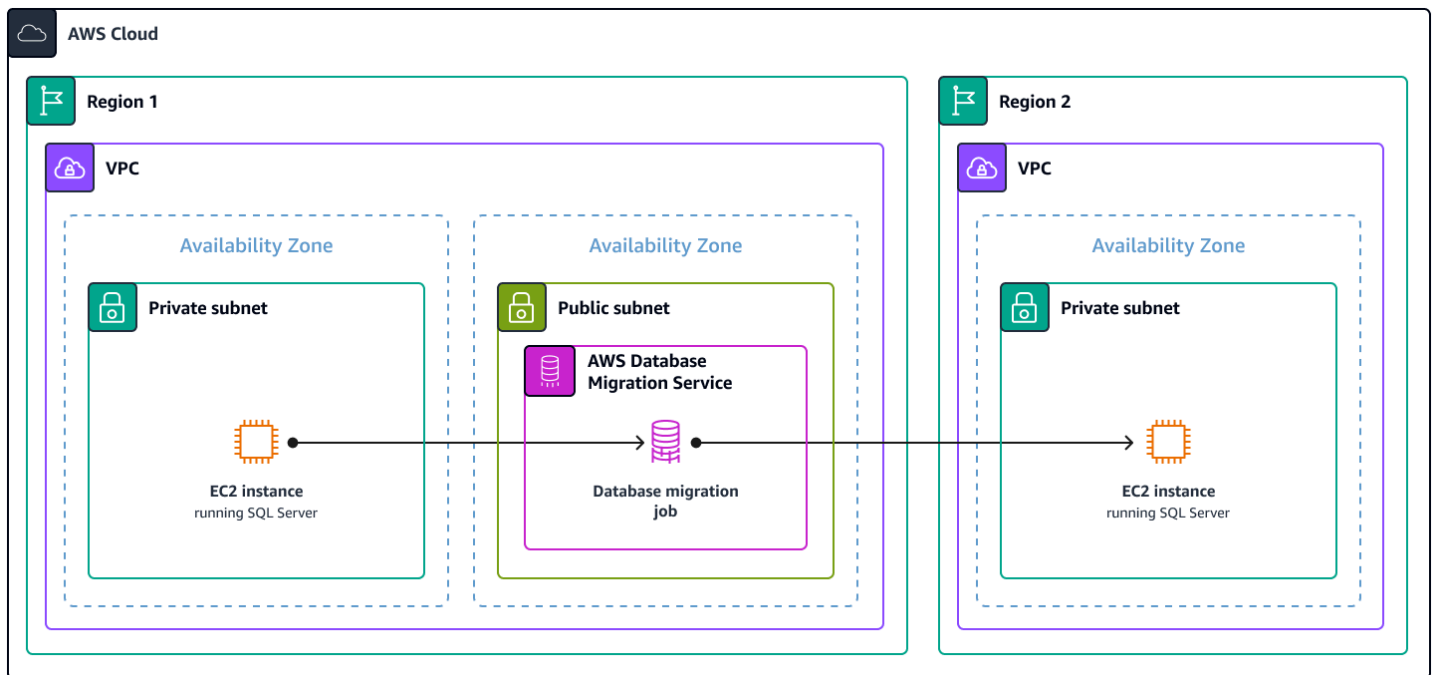 AWS Cloud
Region 1
Region 2
VPC
VPC
Availability Zone
Availability Zone
Availability Zone
Private subnet
Public subnet
Private subnet
AWS Database
Migration Service
EC2 instance
running SQL Server
Database migration
job
EC2 instance
running SQL Server